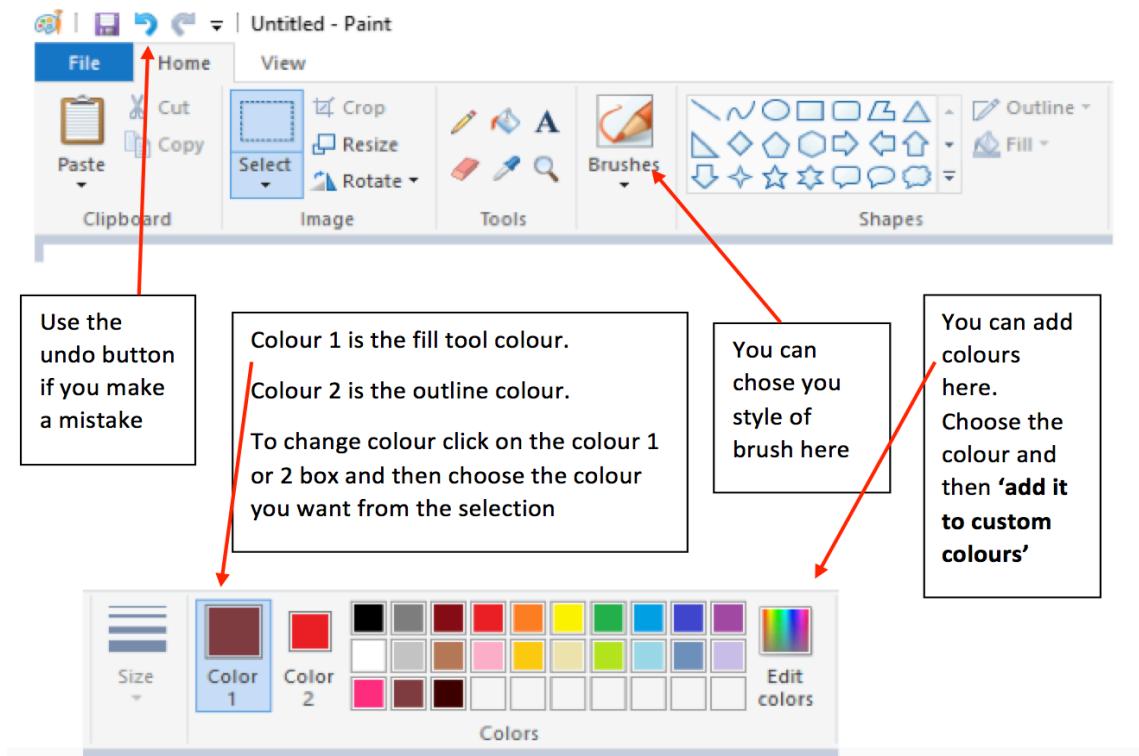 Untitled - Paint
File Home View
Cut
Copy
Paste
Clipboard
Select
Crop
Resize
Rotate
Image
A
Tools
Brushes
Outline
Fill
Shapes
Use the
undo button
if you make
a mistake
Colour 1 is the fill tool colour.
Colour 2 is the outline colour.
To change colour click on the colour 1
or 2 box and then choose the colour
you want from the selection
You can
chose you
style of
brush here
You can add
colours
here.
Choose the
colour and
then ‘add it
to custom
colours’
Size
Color
1
Color
2
Edit
colors
Colors